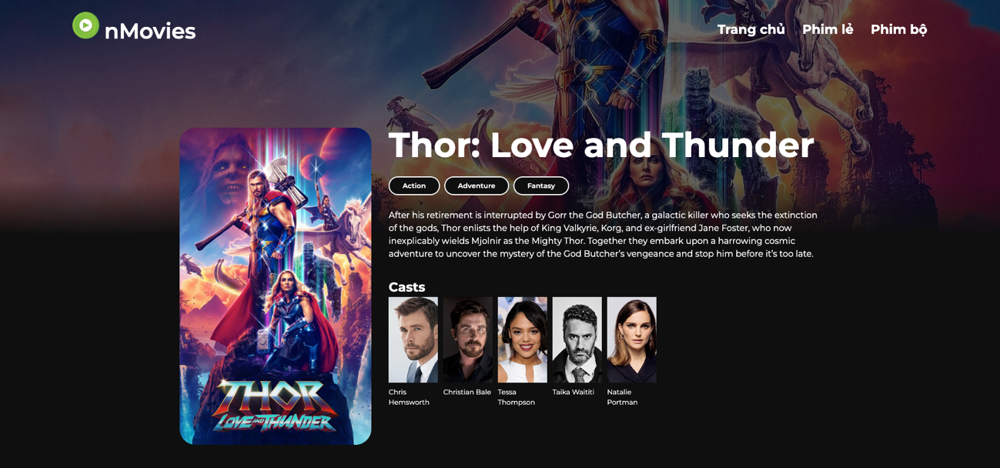 nMovies
Trang chủ
Phim lẻ
Phim bộ
Thor: Love and Thunder
Action
Adventure
Fantasy
After his retirement is interrupted by Gorr the God Butcher, a galactic killer who seeks the extinction
of the gods, Thor enlists the help of King Valkyrie, Korg, and ex-girlfriend Jane Foster, who now
inexplicably wields Mjolnir as the Mighty Thor. Together they embark upon a harrowing cosmic
adventure to uncover the mystery of the God Butcher’s vengeance and stop him before it’s too late.
Casts
Chris
Hemsworth
Christian Bale
Tessa
Thompson
Taika Waititi
Natalie
Portman
THOR
LOVE AND THUNDER